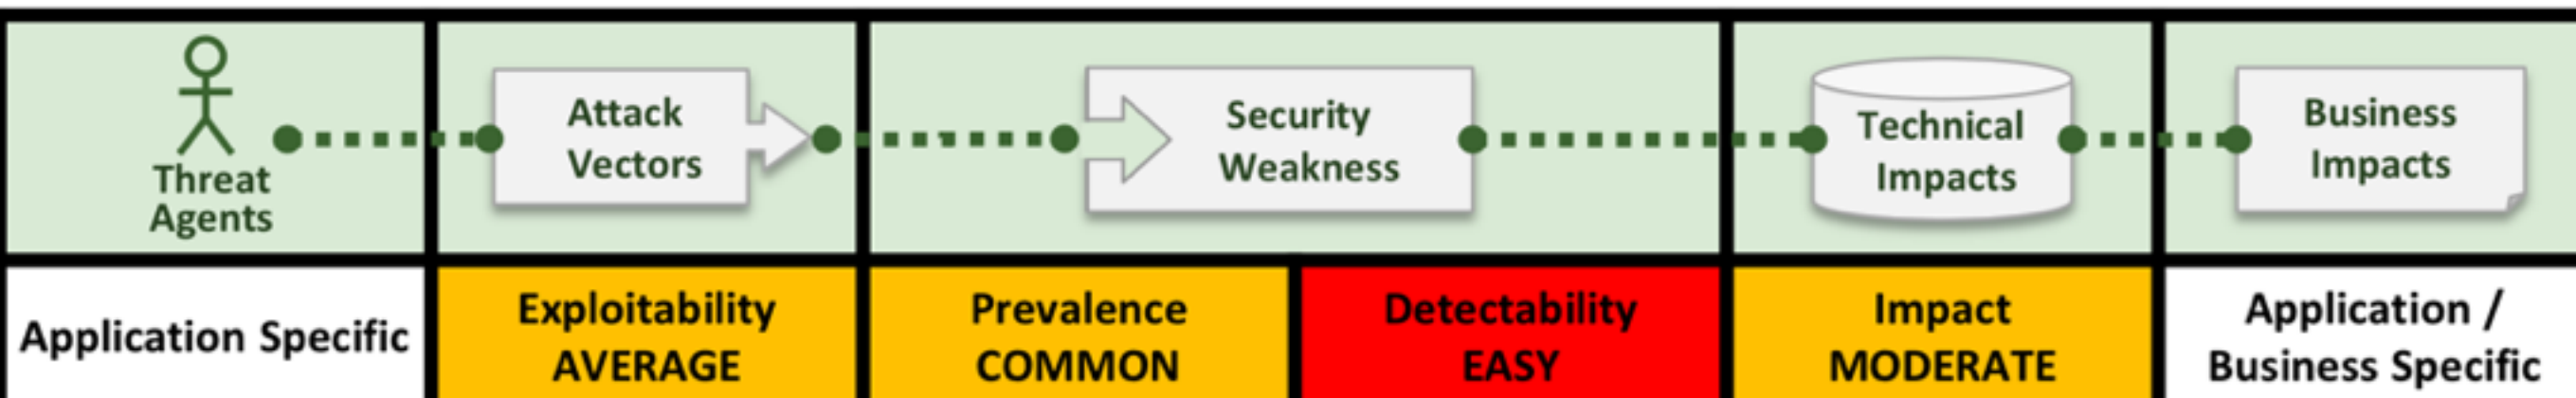 Threat
Agents
Attack
Vectors
Security
Weakness
Technical
Impacts
Business
Impacts
Application Specific
Exploitability
AVERAGE
Prevalence
COMMON
Detectability
EASY
Impact
MODERATE
Application /
Business Specific